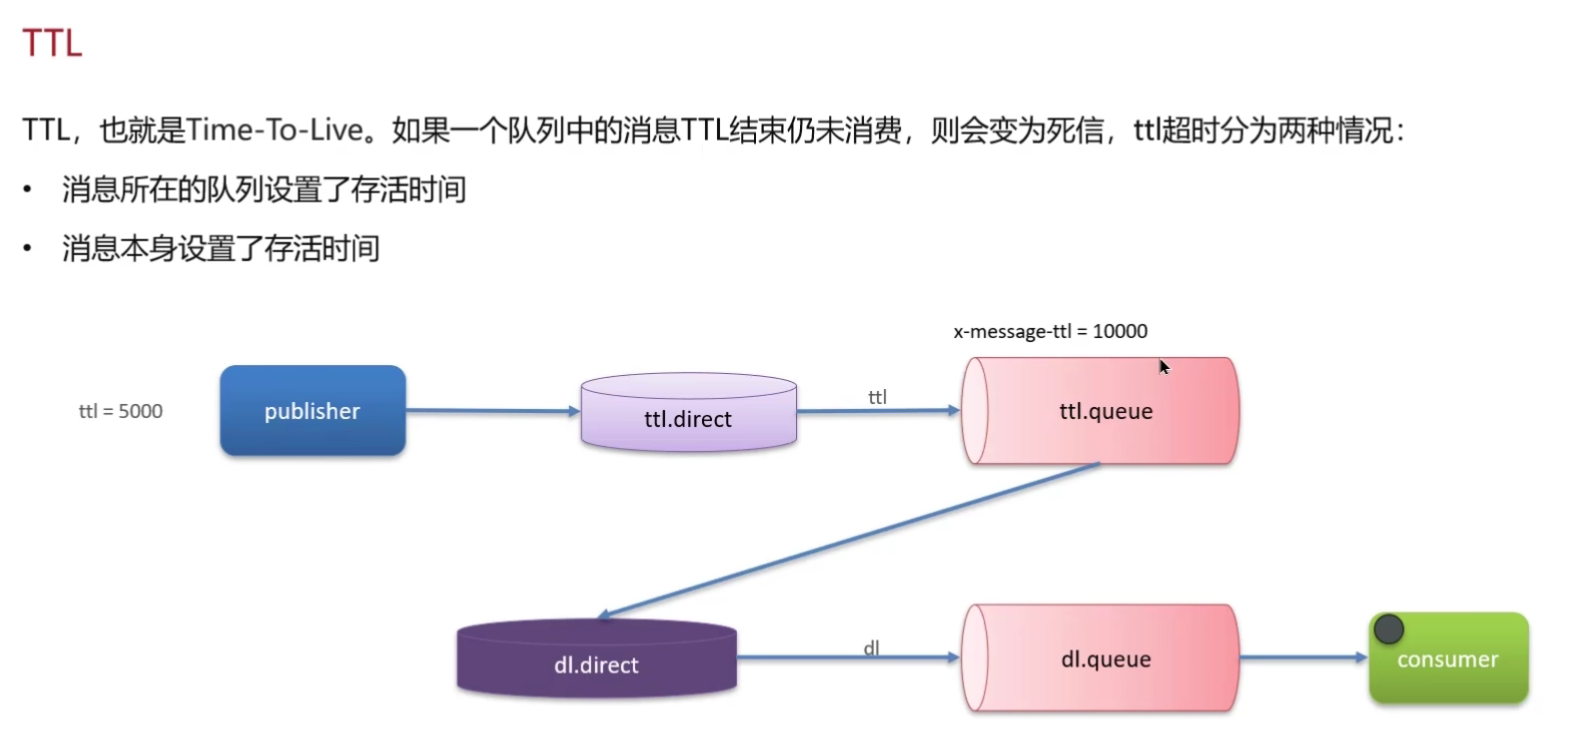 TTL
TTL，也就是Time-To-Live。如果一个队列中的消息TTL结束仍未消费，则会变为死信，ttl超时分为两种情况：
• 消息所在的队列设置了存活时间
• 消息本身设置了存活时间
x-message-ttl = 10000
ttl = 5000
publisher
ttl.direct
ttl
ttl.queue
dl.direct
dl
dl.queue
consumer